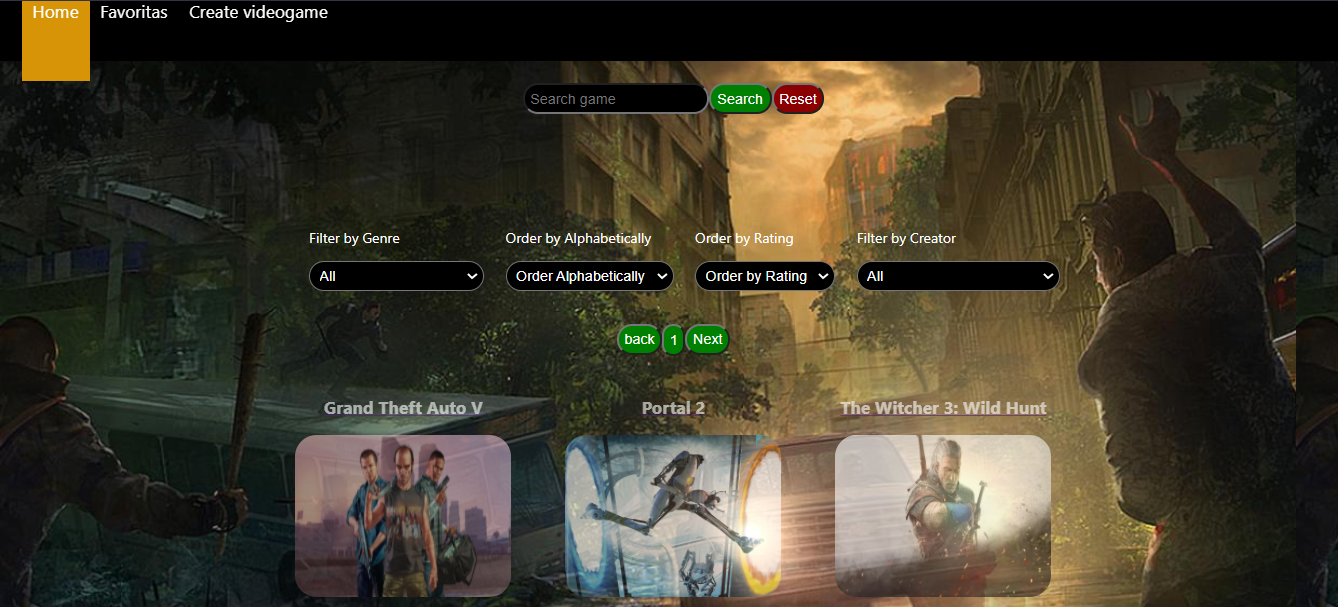 Home Favoritas Create videogame
Search game Search Reset
Filter by Genre Order by Alphabetically Order by Rating Filter by Creator
All Order Alphabetically Order by Rating All
back 1 Next
Grand Theft Auto V Portal 2 The Witcher 3: Wild Hunt